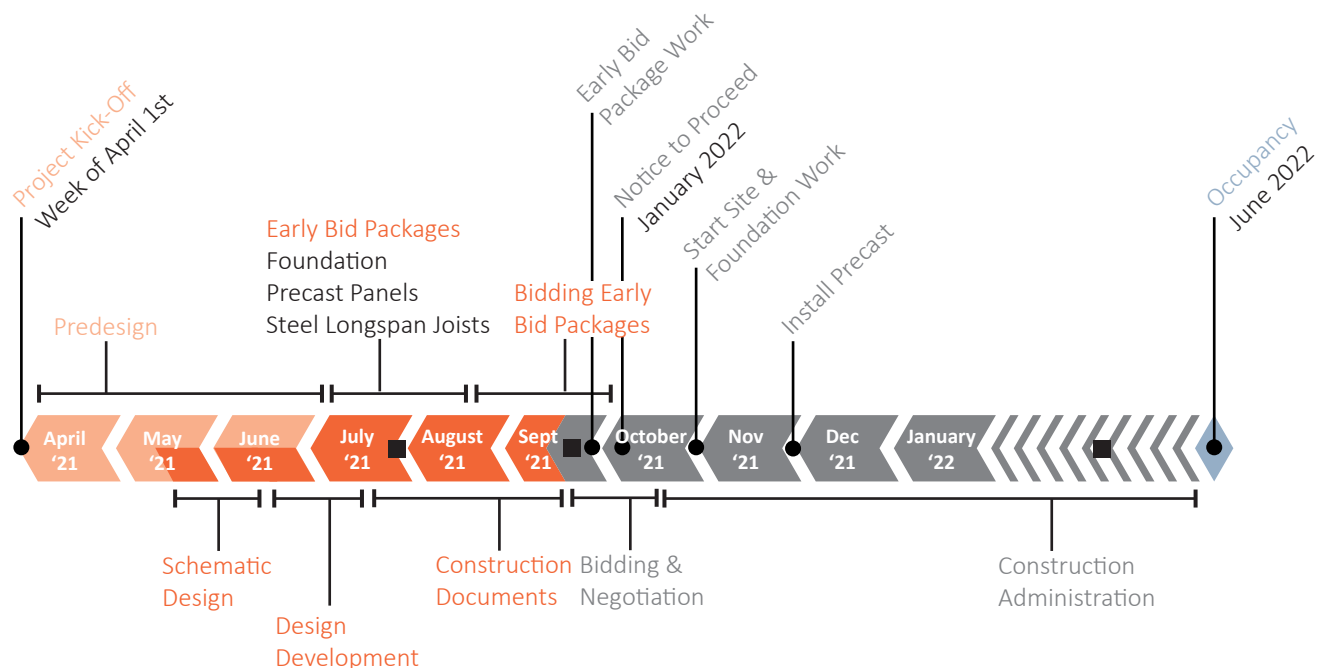 Project Kick-Off
Week of April 1st
Predesign
Early Bid Packages
Foundation
Precast Panels
Steel Longspan Joists
Bidding Early
Bid Packages
Early Bid
Package Work
Notice to Proceed
January 2022
Start Site &
Foundation Work
Install Precast
Occupancy
June 2022
April
‘21
May
‘21
June
‘21
July
‘21
August
‘21
Sept
‘21
October
‘21
Nov
‘21
Dec
‘21
January
‘22
Schematic
Design
Design
Development
Construction
Documents
Bidding &
Negotiation
Construction
Administration